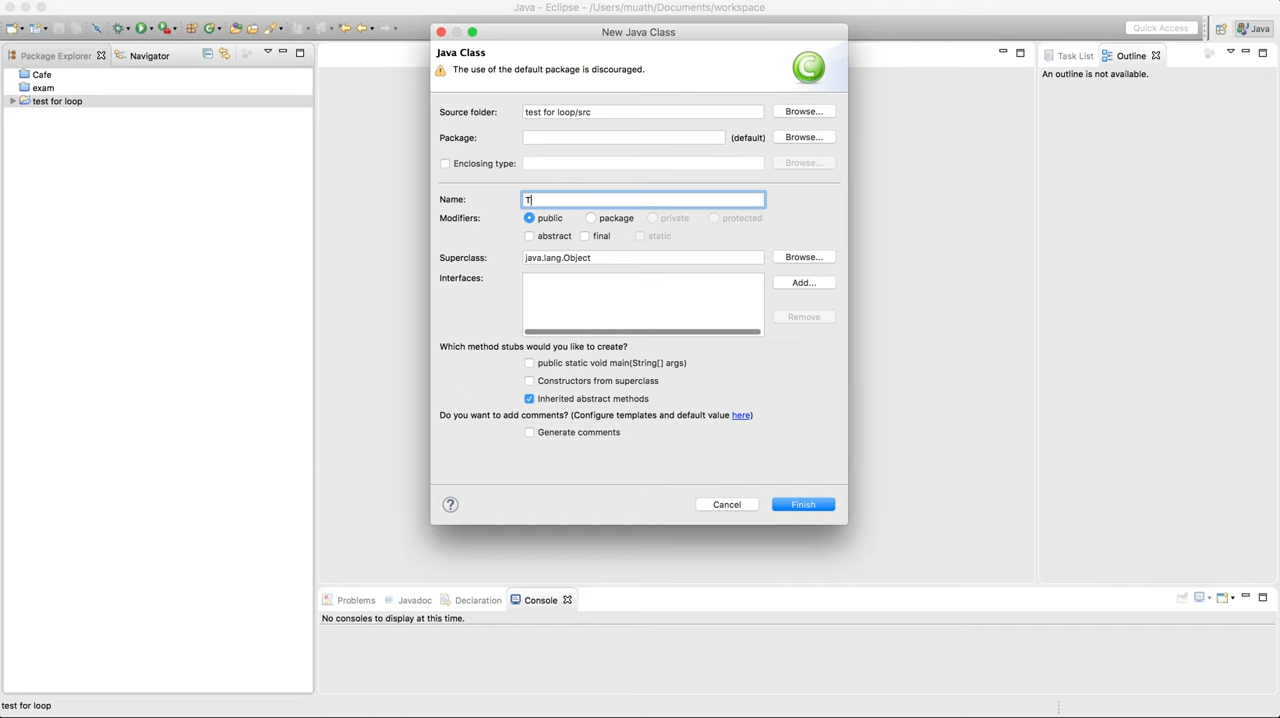 Java - Eclipse - /Users/muath/Documents/workspace
Quick Access
Java
Package Explorer
Navigator
Cafe
exam
test for loop
New Java Class
Java Class
The use of the default package is discouraged.
C
Source folder: test for loop/src Browse...
Package: (default) Browse...
Enclosing type: Browse...
Name: T
Modifiers: public package private protected
abstract final static
Superclass: java.lang.Object Browse...
Interfaces: Add...
Remove
Which method stubs would you like to create?
public static void main(String[] args)
Constructors from superclass
Inherited abstract methods
Do you want to add comments? (Configure templates and default value here)
Generate comments
? Cancel Finish
Task List
Outline
An outline is not available.
Problems Javadoc Declaration Console
No consoles to display at this time.
test for loop